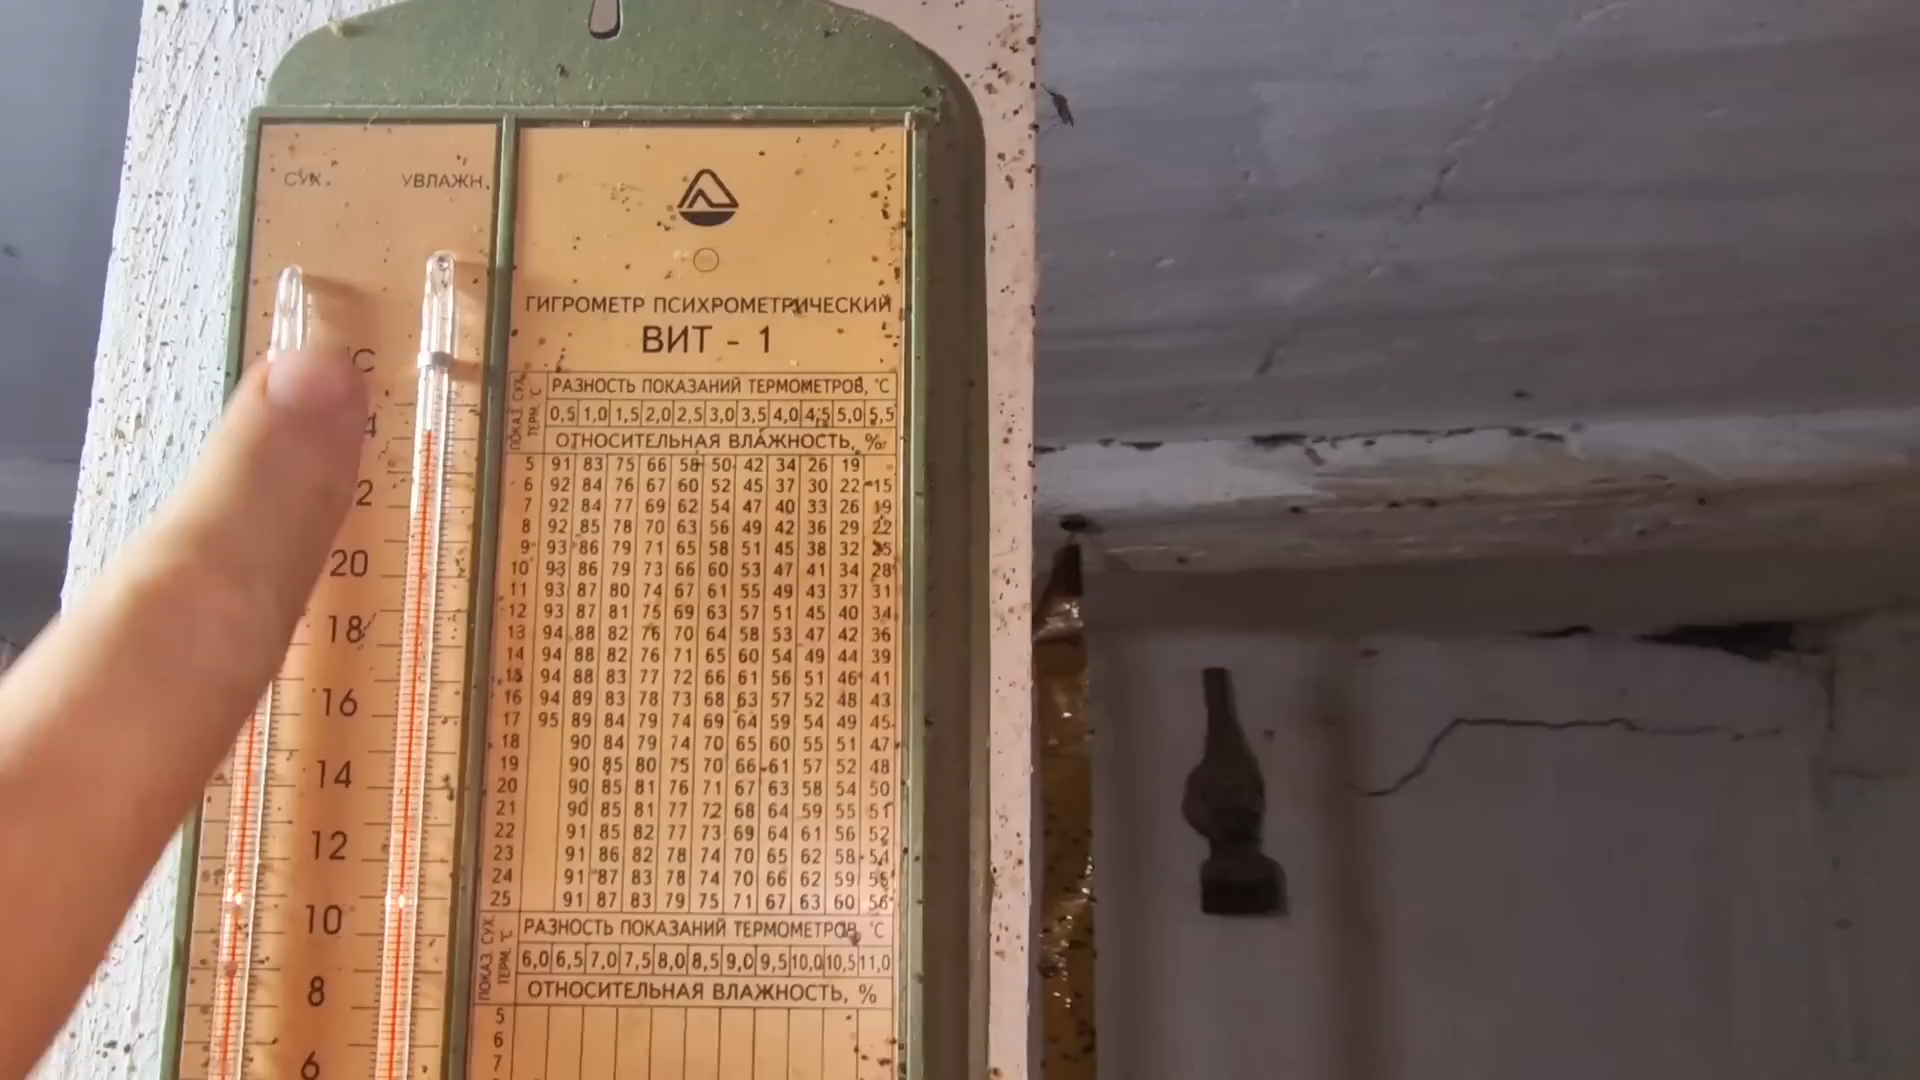 СУХ.
УВЛАЖН.
°С
4
2
20
18
16
14
12
10
8
6
ГИГРОМЕТР ПСИХРОМЕТРИЧЕСКИЙ
ВИТ - 1
ПОКАЗ. СУХ. ТЕРМ. °С
РАЗНОСТЬ ПОКАЗАНИЙ ТЕРМОМЕТРОВ, °С
0,5 1,0 1,5 2,0 2,5 3,0 3,5 4,0 4,5 5,0 5,5
ОТНОСИТЕЛЬНАЯ ВЛАЖНОСТЬ, %
5 91 83 75 66 58 50 42 34 26 19
6 92 84 76 67 60 52 45 37 30 22 15
7 92 84 77 69 62 54 47 40 33 26 19
8 92 85 78 70 63 56 49 42 36 29 22
9 93 86 79 71 65 58 51 45 38 32 25
10 93 86 79 73 66 60 53 47 41 34 28
11 93 87 80 74 67 61 55 49 43 37 31
12 93 87 81 75 69 63 57 51 45 40 34
13 94 88 82 76 70 64 58 53 47 42 36
14 94 88 82 76 71 65 60 54 49 44 39
15 94 88 83 77 72 66 61 56 51 46 41
16 94 89 83 78 73 68 63 57 52 48 43
17 95 89 84 79 74 69 64 59 54 49 45
18 90 84 79 74 70 65 60 55 51 47
19 90 85 80 75 70 66 61 57 52 48
20 90 85 81 76 71 67 63 58 54 50
21 90 85 81 77 72 68 64 59 55 51
22 91 85 82 77 73 69 64 61 56 52
23 91 86 82 78 74 70 65 62 58 54
24 91 87 83 78 74 70 66 62 59 55
25 91 87 83 79 75 71 67 63 60 56
ПОКАЗ. СУХ. ТЕРМ. °С
РАЗНОСТЬ ПОКАЗАНИЙ ТЕРМОМЕТРОВ, °С
6,0 6,5 7,0 7,5 8,0 8,5 9,0 9,5 10,0 10,5 11,0
ОТНОСИТЕЛЬНАЯ ВЛАЖНОСТЬ, %
5
6
7